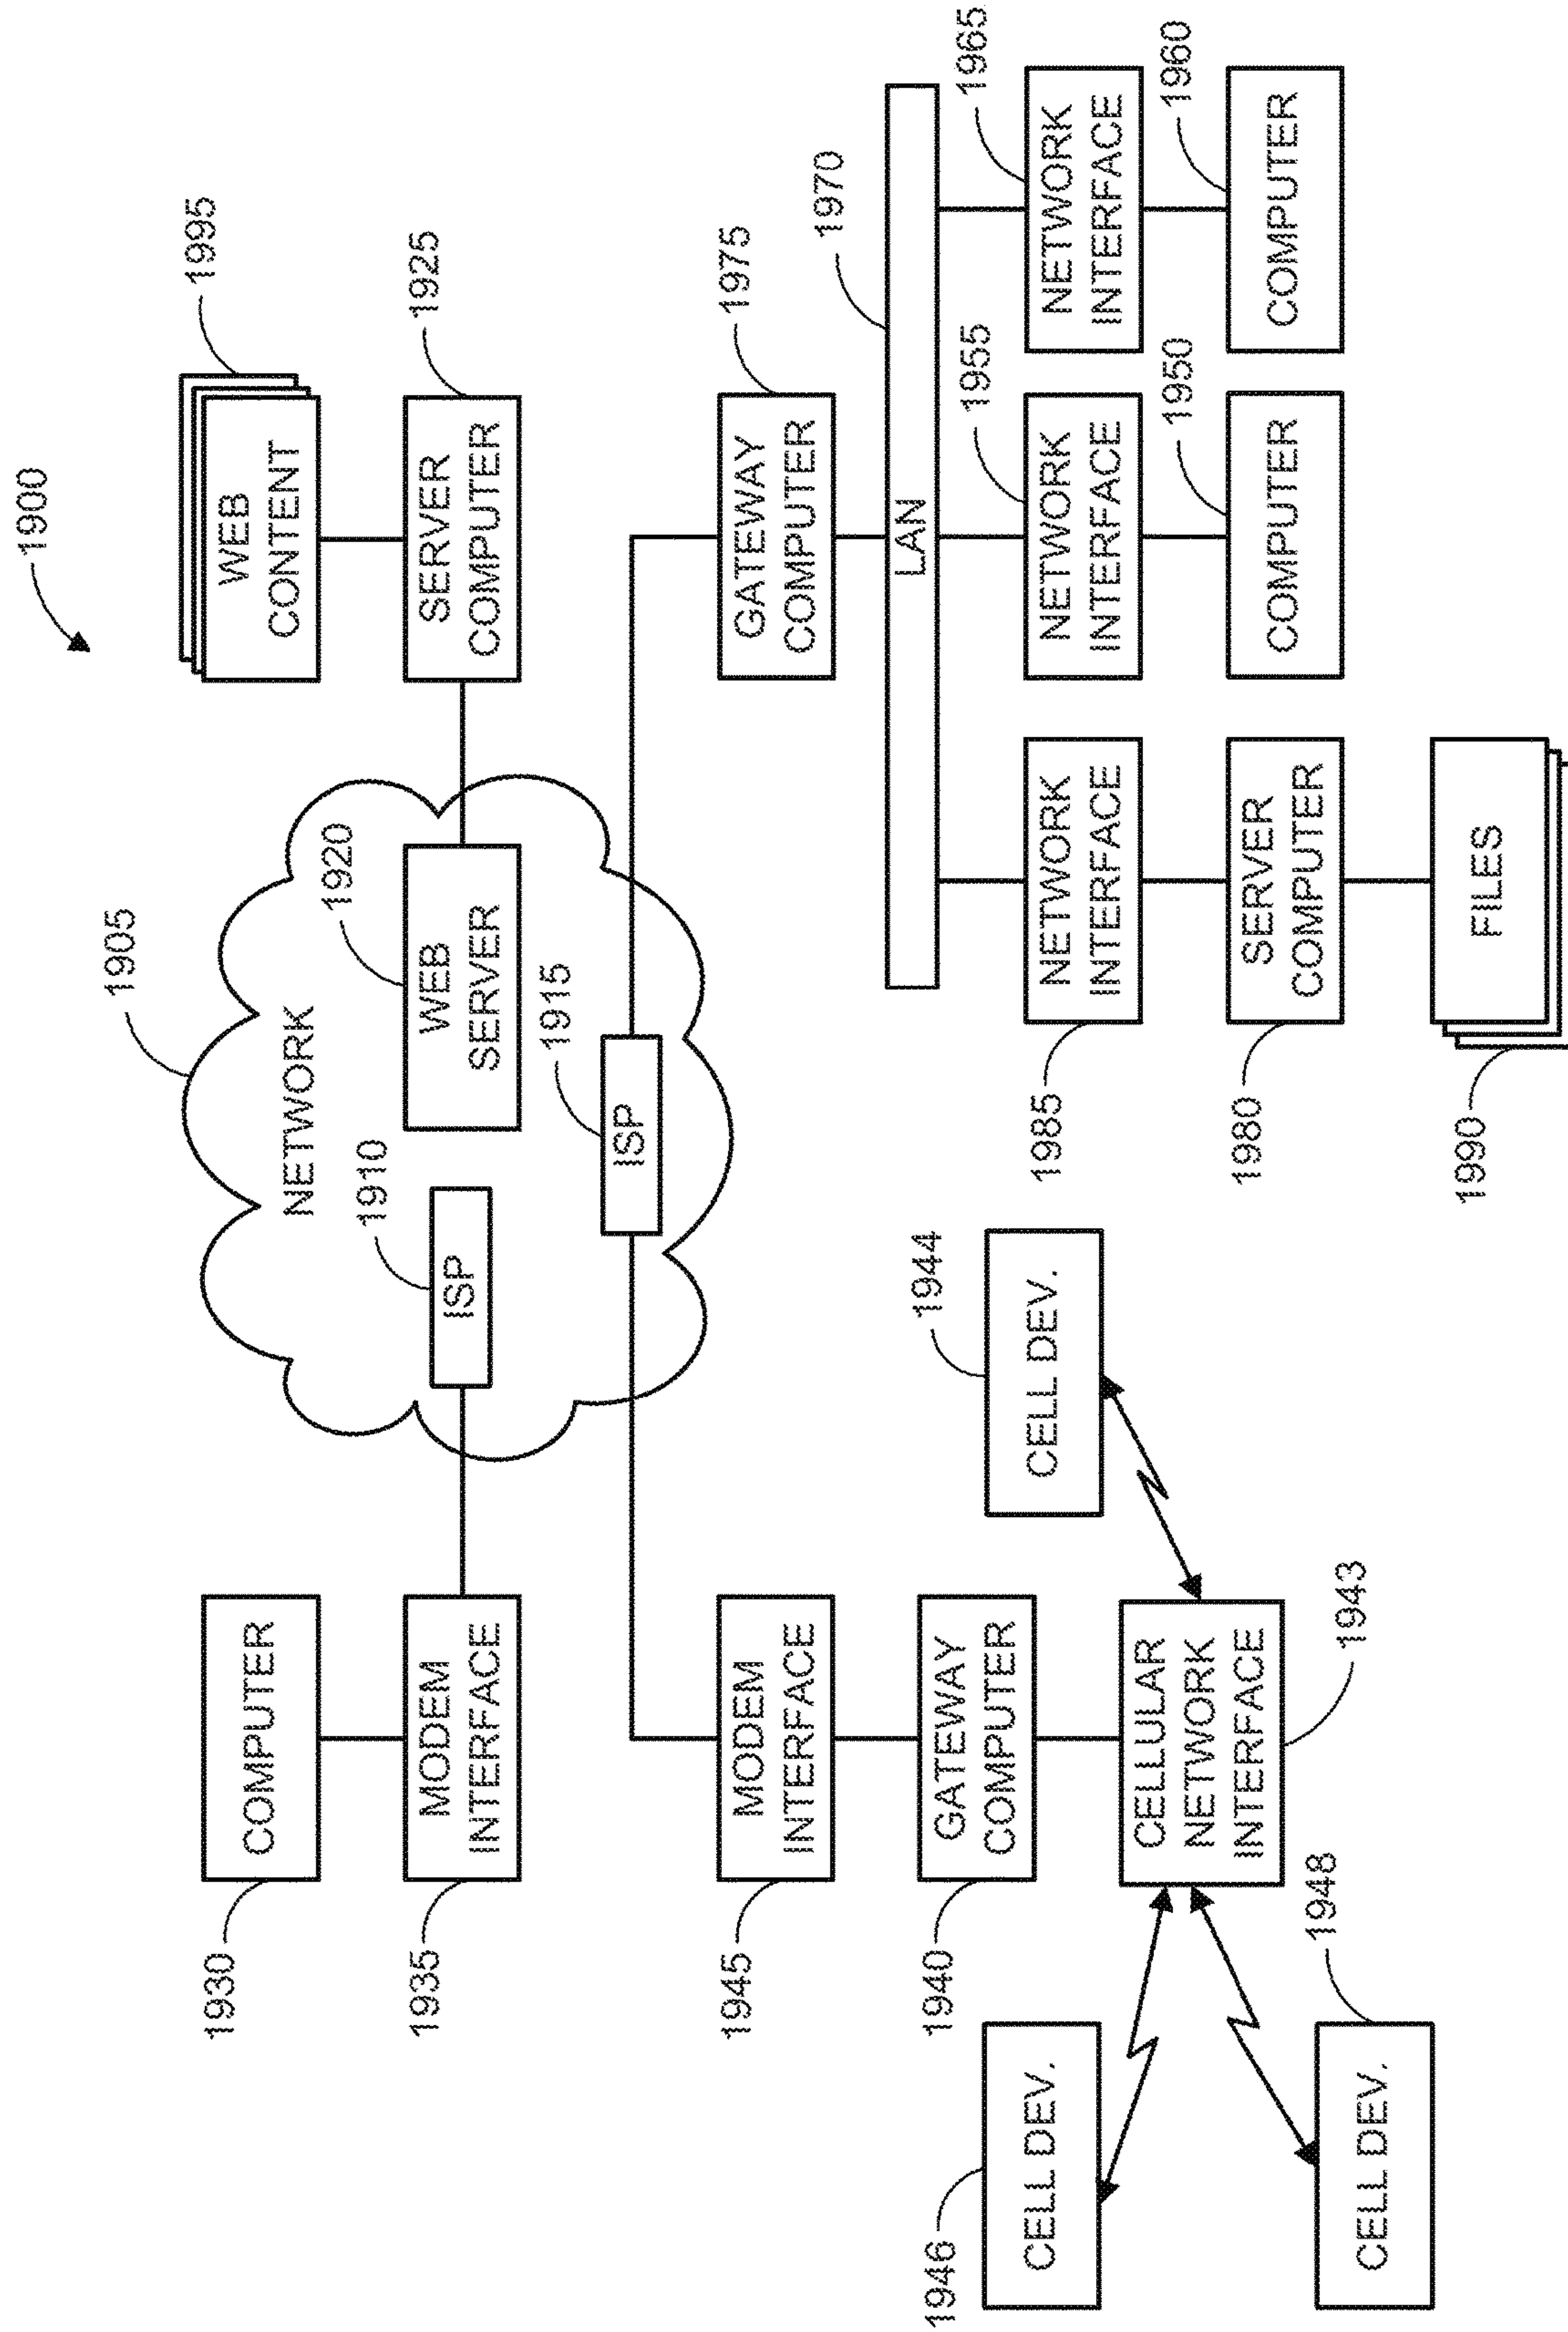 1900
1905
NETWORK
1930
COMPUTER
1935
MODEM
INTERFACE
1910
ISP
1920
WEB
SERVER
1995
WEB
CONTENT
1925
SERVER
COMPUTER
1915
ISP
1945
MODEM
INTERFACE
1940
GATEWAY
COMPUTER
1943
CELLULAR
NETWORK
INTERFACE
1944
CELL DEV.
1946
CELL DEV.
1948
CELL DEV.
1975
GATEWAY
COMPUTER
1970
LAN
1985
NETWORK
INTERFACE
1955
NETWORK
INTERFACE
1965
NETWORK
INTERFACE
1980
SERVER
COMPUTER
1950
COMPUTER
1960
COMPUTER
1990
FILES